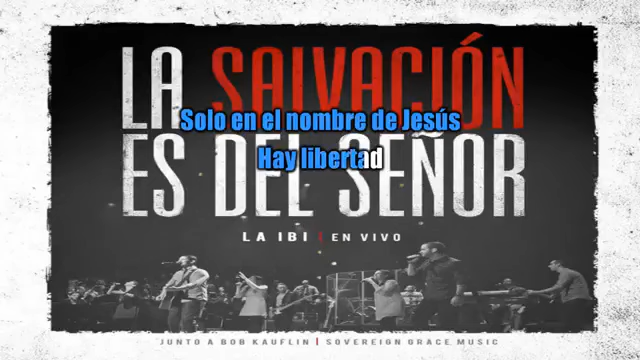 LA SALVACIÓN
Solo en el nombre de Jesús
Hay libertad
ES DEL SEÑOR
LA IBI | EN VIVO
JUNTO A BOB KAUFLIN | SOVEREIGN GRACE MUSIC